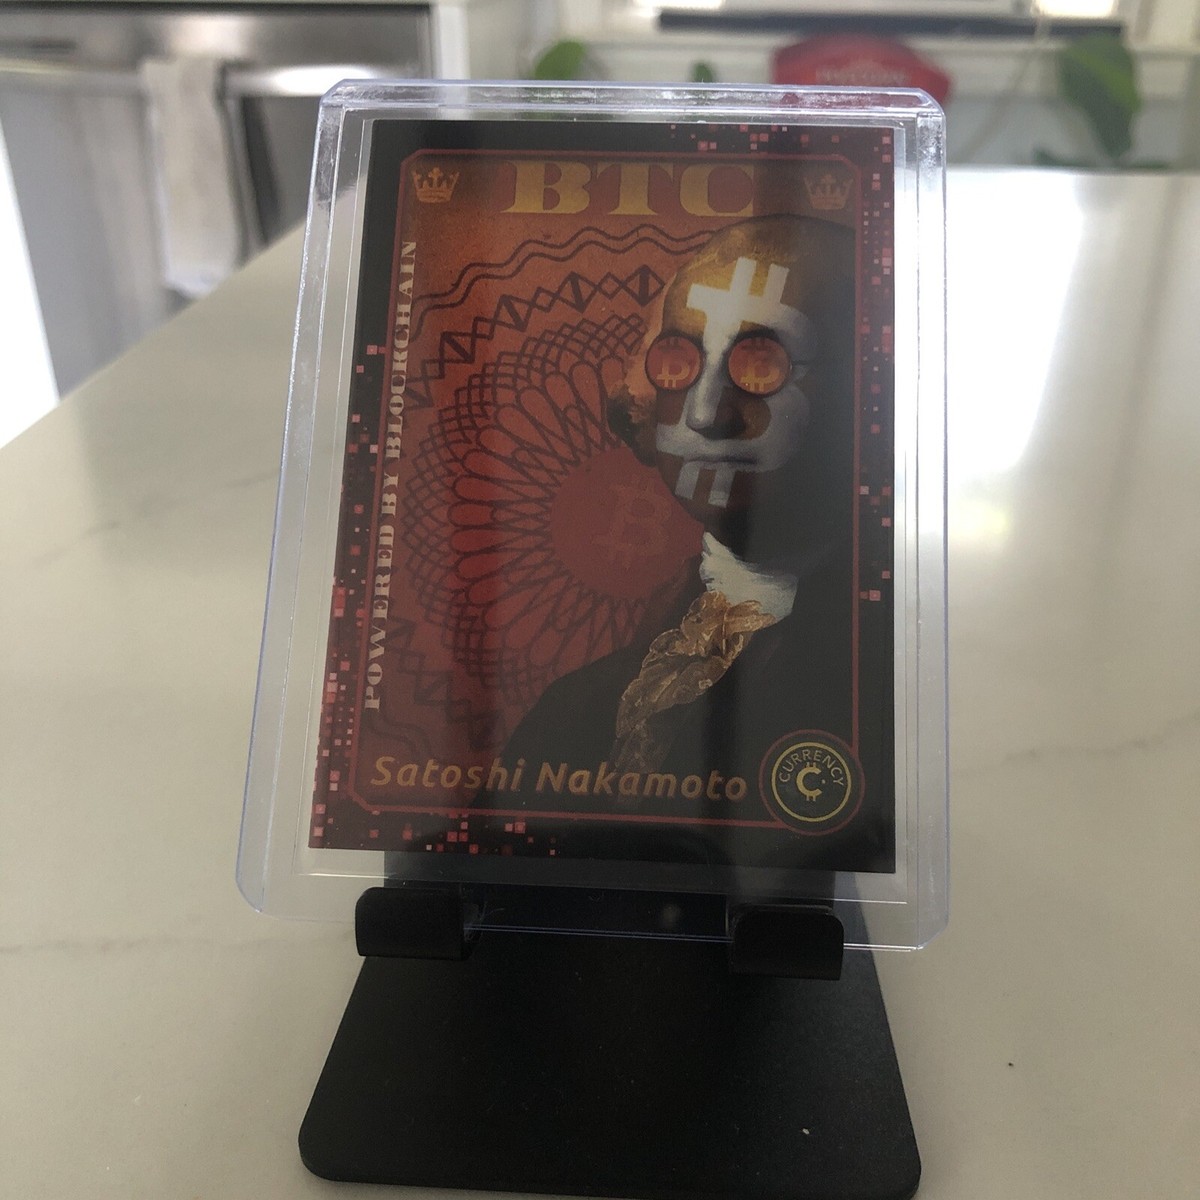 BTC
POWERED BY BLOCKCHAIN
Satoshi Nakamoto
CURRENCY